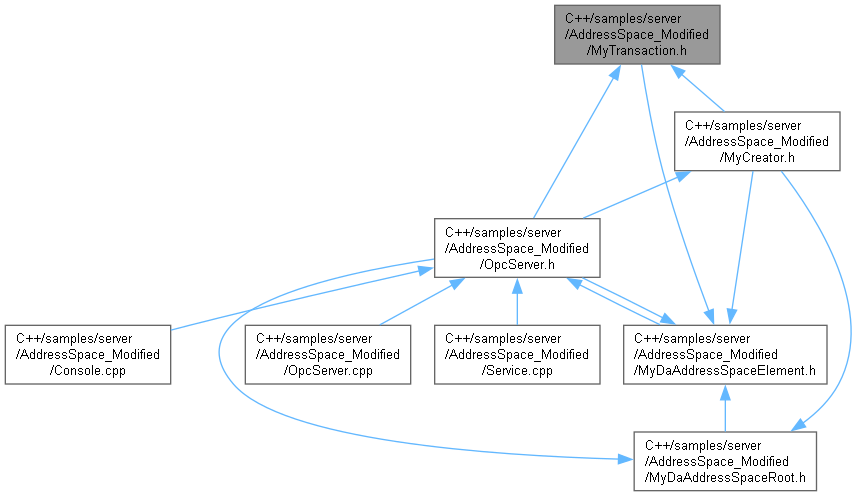 C++/samples/server
/AddressSpace_Modified
/MyTransaction.h
C++/samples/server
/AddressSpace_Modified
/MyCreator.h
C++/samples/server
/AddressSpace_Modified
/OpcServer.h
C++/samples/server
/AddressSpace_Modified
/Console.cpp
C++/samples/server
/AddressSpace_Modified
/OpcServer.cpp
C++/samples/server
/AddressSpace_Modified
/Service.cpp
C++/samples/server
/AddressSpace_Modified
/MyDaAddressSpaceElement.h
C++/samples/server
/AddressSpace_Modified
/MyDaAddressSpaceRoot.h